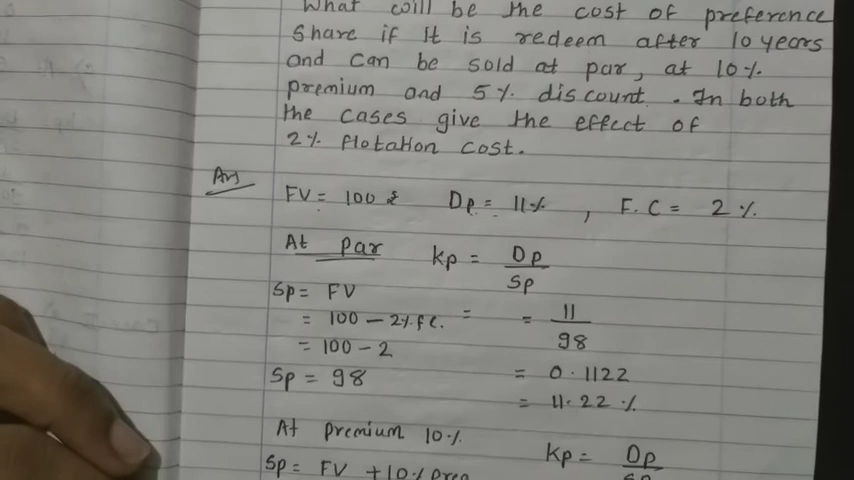 What will be the cost of preference
Share if it is redeem after 10 years
and can be sold at par, at 10%
premium and 5% discount. In both
the cases give the effect of
2% flotation cost.
Ans
FV = 100 ₹ Dp = 11% , F.C = 2%.
At par Kp = Dp
Sp
Sp = FV
= 100 - 2% f.c. = = 11
98
= 100 - 2
Sp = 98 = 0.1122
= 11.22%
At premium 10% Kp = Dp
Sp = FV + 10%